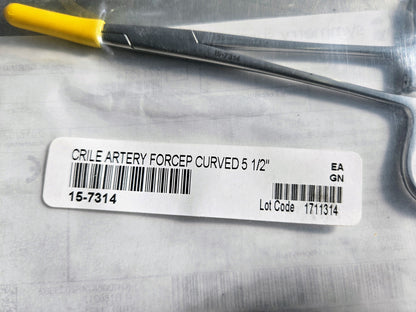 CRILE ARTERY FORCEP CURVED 5 1/2"
EA
GN
15-7314
Lot Code 1711314